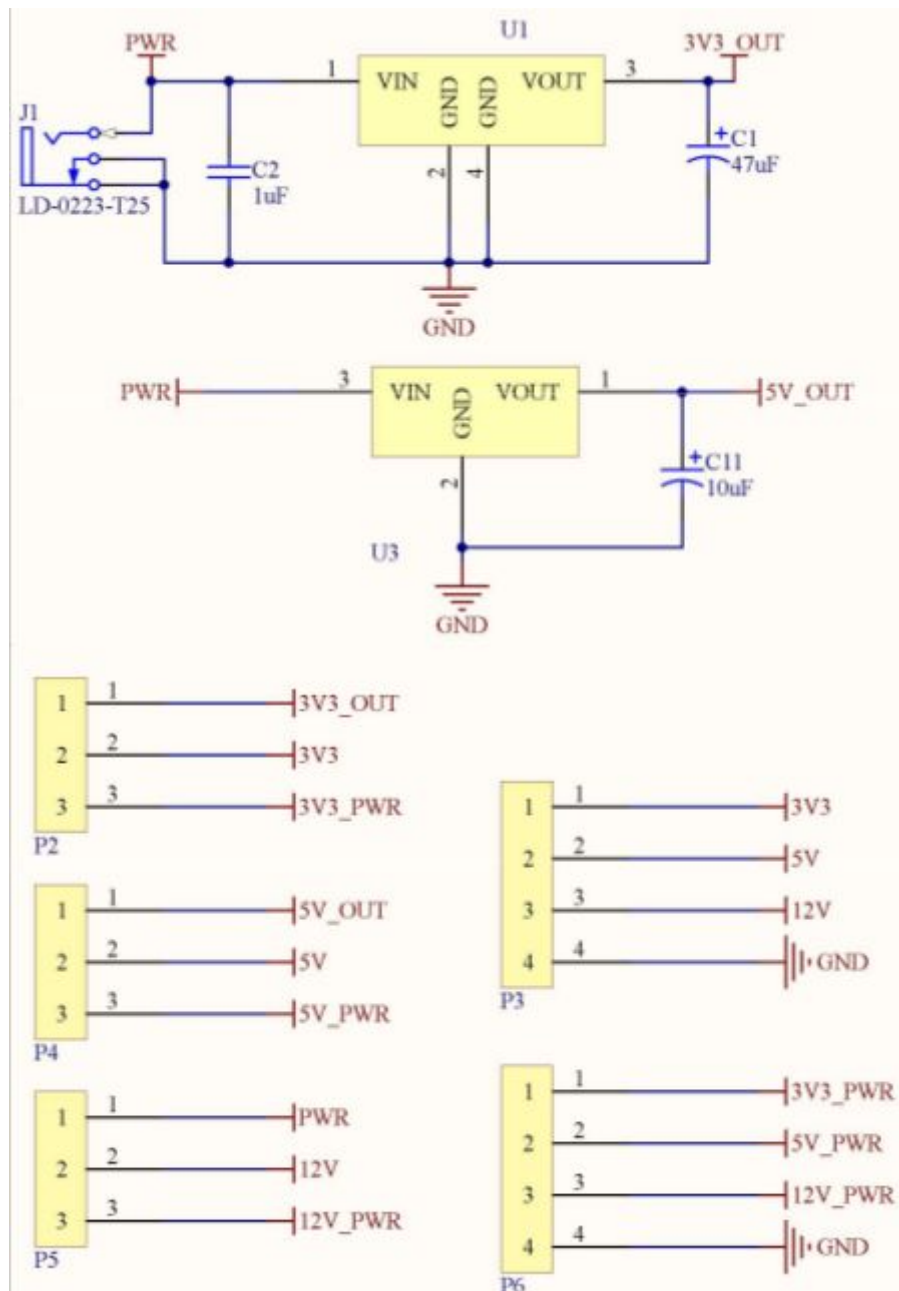 U1
PWR
3V3_OUT
1
VIN
GND
GND
VOUT
3
J1
2
4
C2
1uF
+
C1
47uF
LD-0223-T25
GND
PWR
3
VIN
GND
VOUT
1
5V_OUT
2
+
C11
10uF
U3
GND
1 1 3V3_OUT
2 2 3V3
3 3 3V3_PWR
P2
1 1 5V_OUT
2 2 5V
3 3 5V_PWR
P4
1 1 PWR
2 2 12V
3 3 12V_PWR
P5
1 1 3V3
2 2 5V
3 3 12V
4 4 GND
P3
1 1 3V3_PWR
2 2 5V_PWR
3 3 12V_PWR
4 4 GND
P6